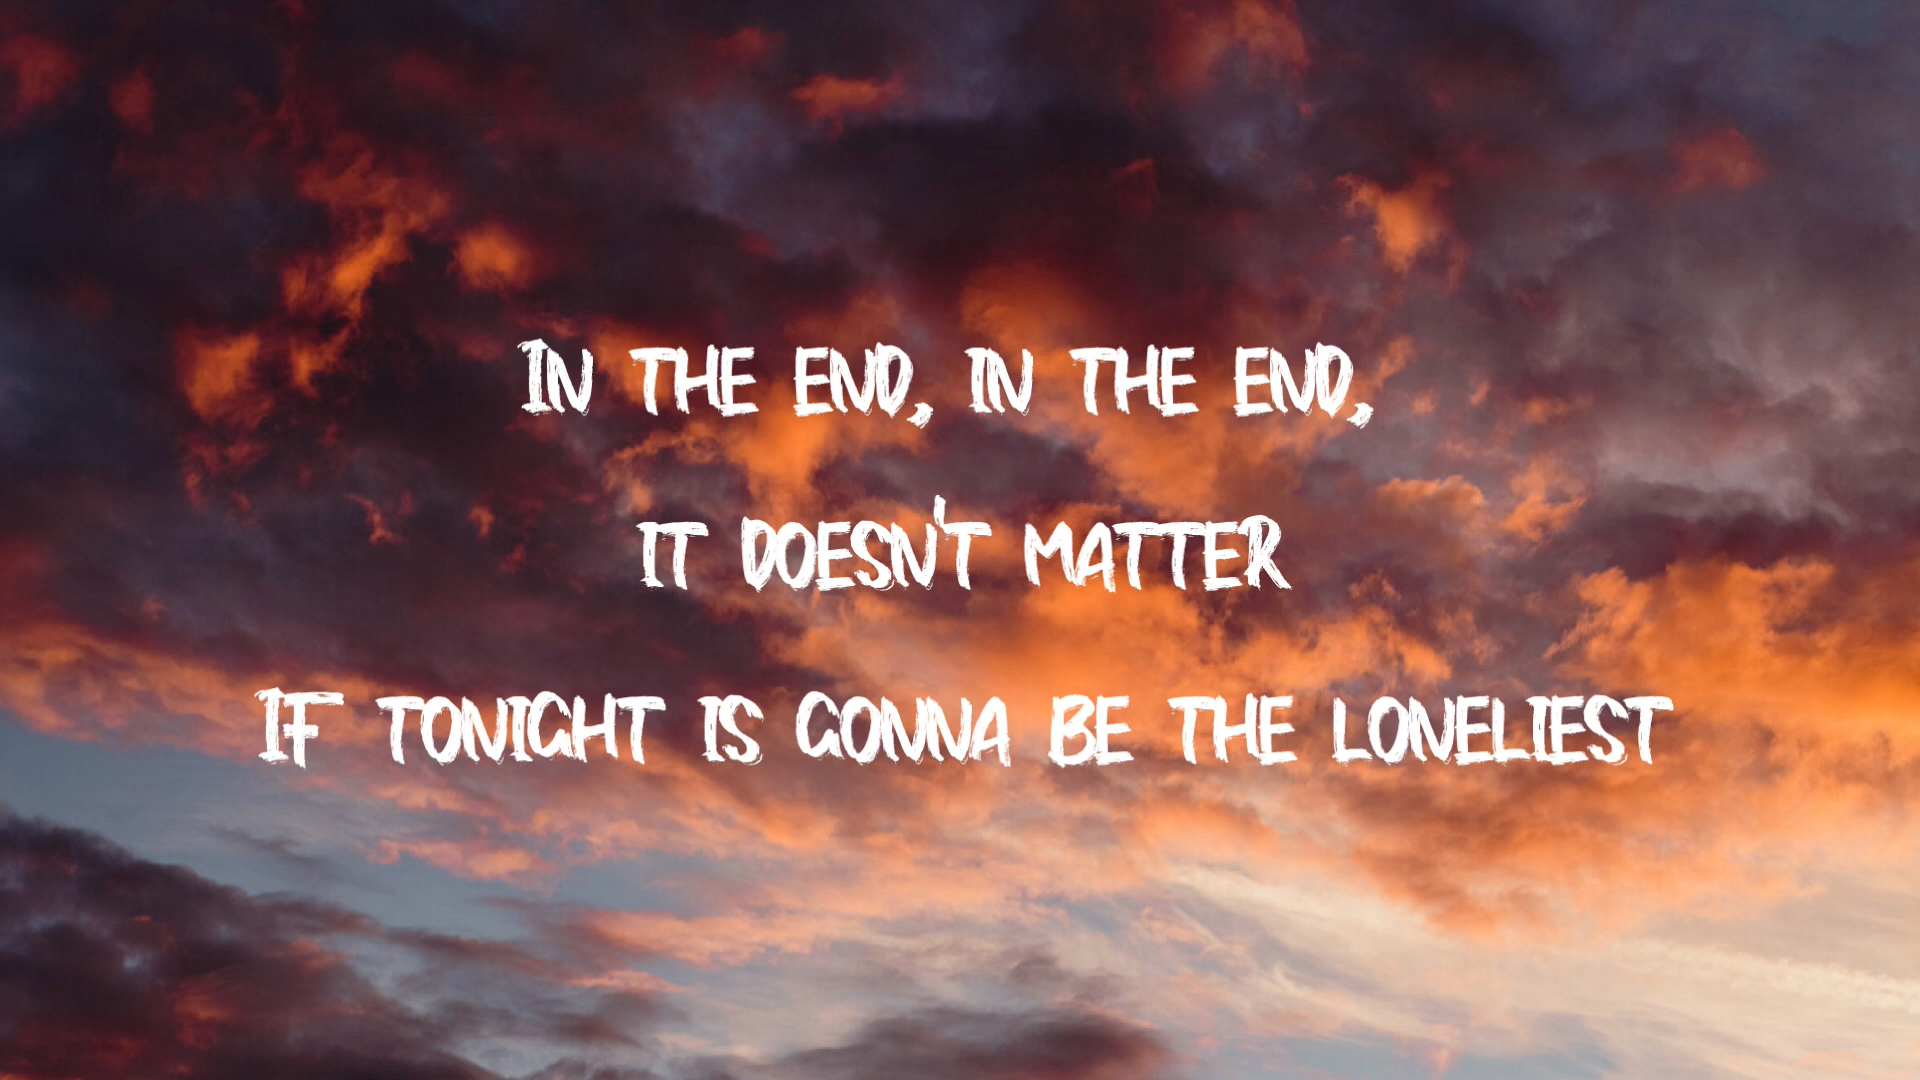 In the end, in the end,
it doesn't matter
If tonight is gonna be the loneliest